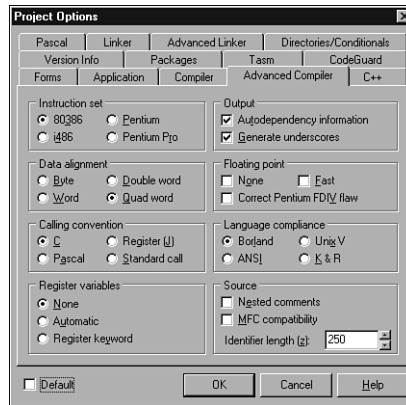 Project Options
Pascal Linker Advanced Linker Directories/Conditionals
Version Info Packages Tasm CodeGuard
Forms Application Compiler Advanced Compiler C++
Instruction set
80386 Pentium
i486 Pentium Pro
Output
Autodependency information
Generate underscores
Data alignment
Byte Double word
Word Quad word
Floating point
None Fast
Correct Pentium FDIV flaw
Calling convention
C Register (J)
Pascal Standard call
Language compliance
Borland Unix V
ANSI K & R
Register variables
None
Automatic
Register keyword
Source
Nested comments
MFC compatibility
Identifier length (z): 250
Default OK Cancel Help